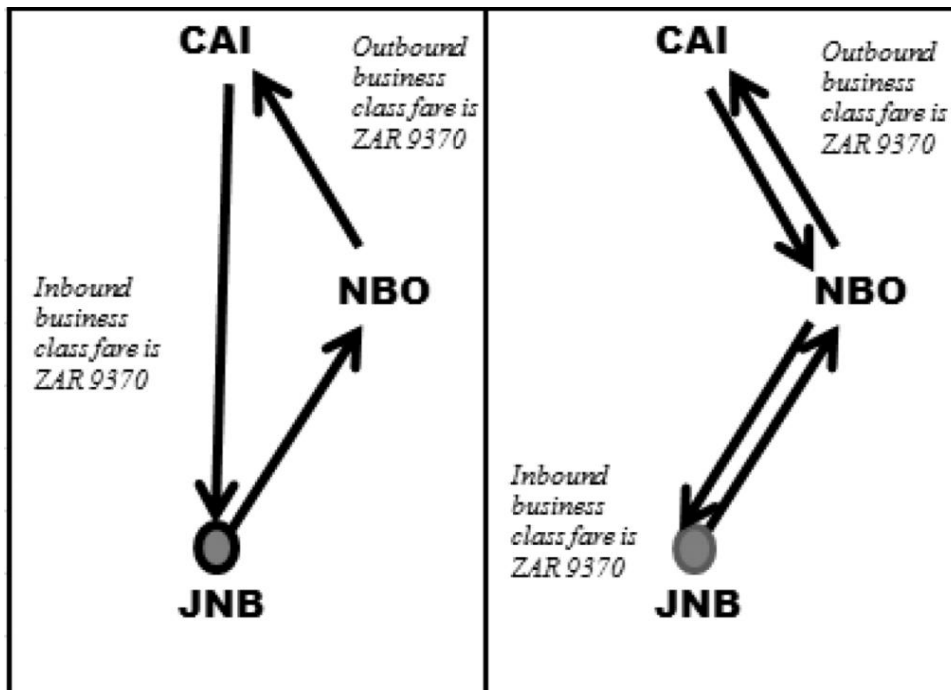 CAI
Outbound
business
class fare is
ZAR 9370
NBO
Inbound
business
class fare is
ZAR 9370
JNB
CAI
Outbound
business
class fare is
ZAR 9370
NBO
Inbound
business
class fare is
ZAR 9370
JNB